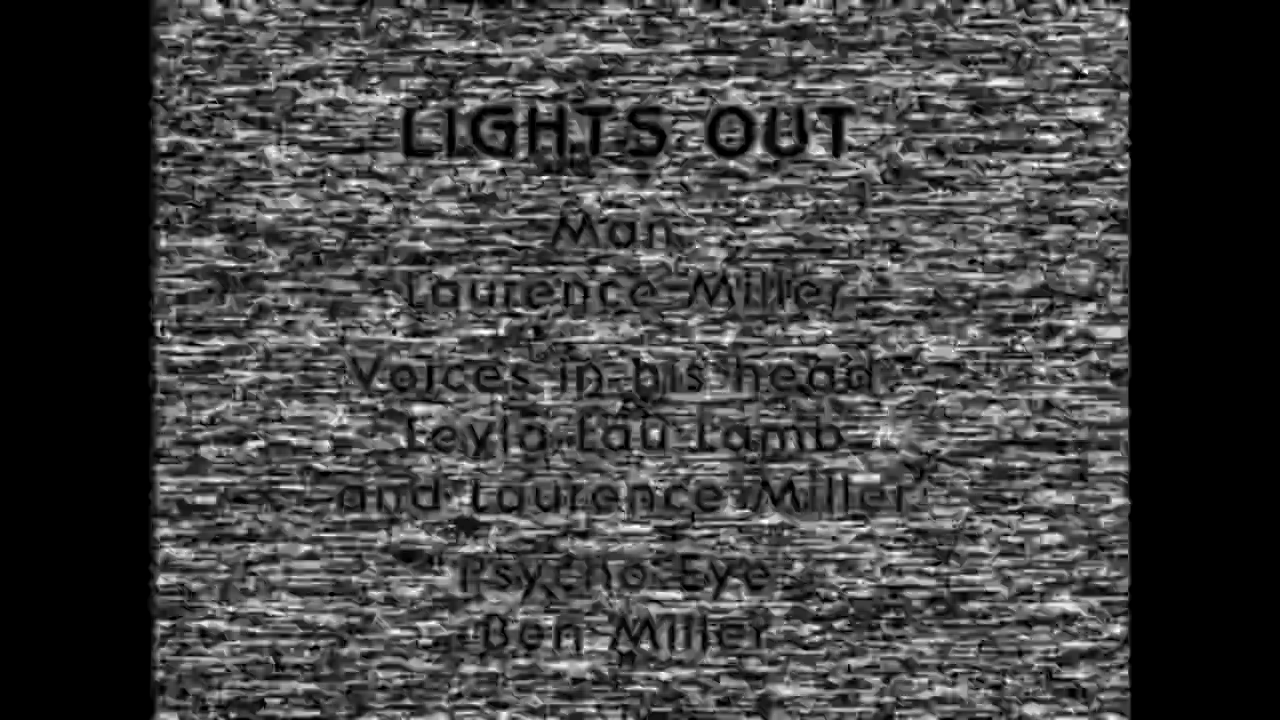 LIGHTS OUT
Man
Laurence Miller
Voices in his head
Leyla Lau Lamb
and Laurence Miller
Psycho Eye
Ben Miller